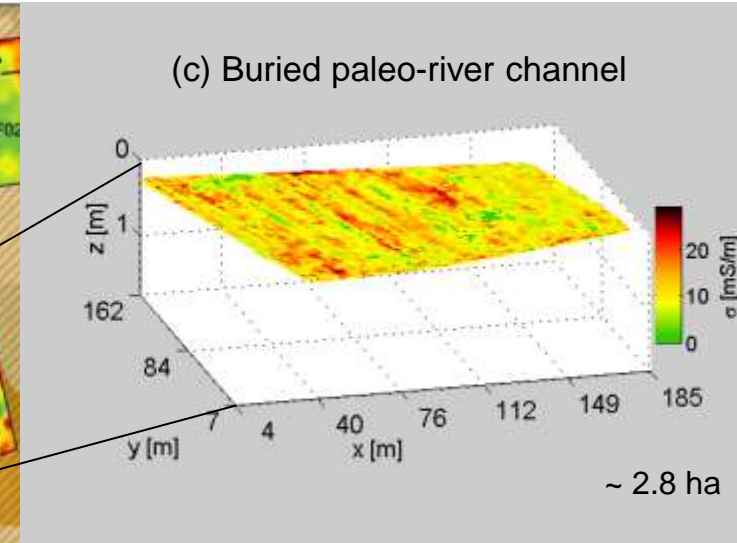 (c) Buried paleo-river channel
F02
0
1
z [m]
162
84
7
y [m]
4
40
76
112
149
185
x [m]
20
10
0
σ [mS/m]
~ 2.8 ha